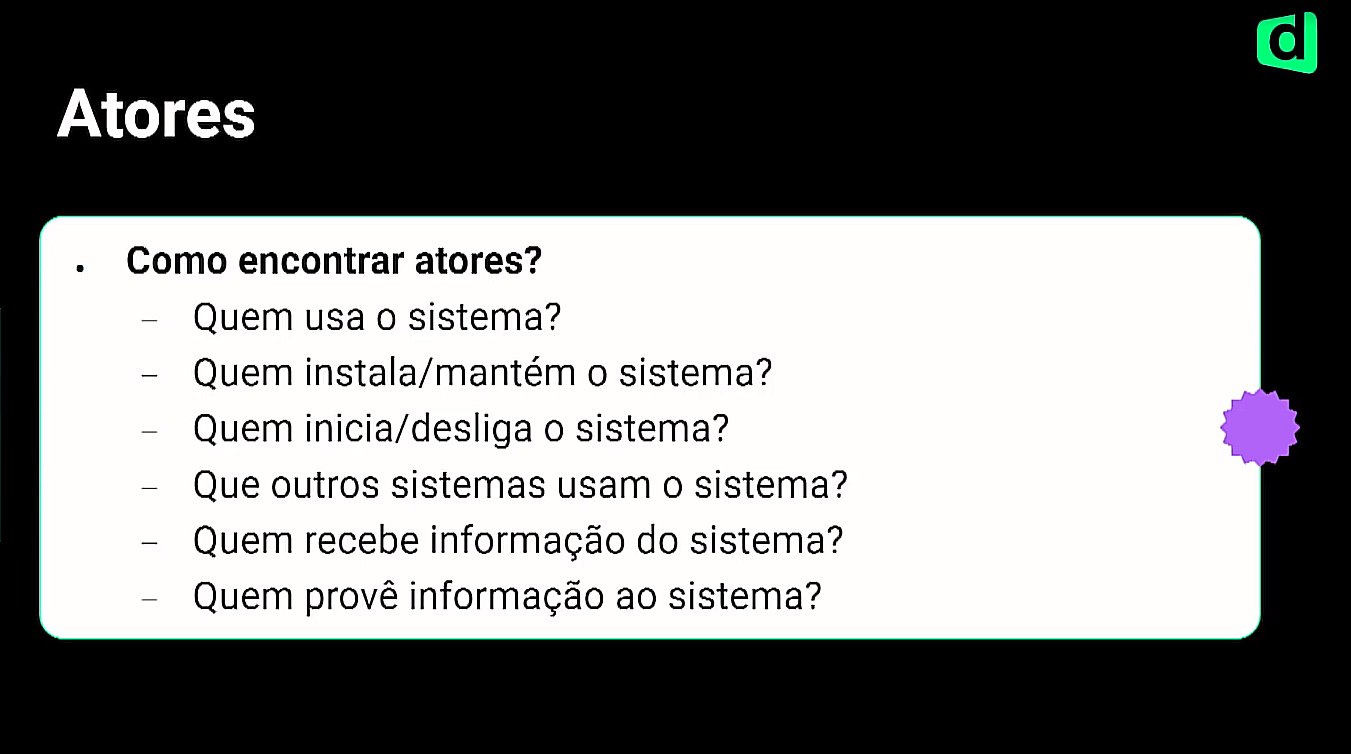 d
Atores
. Como encontrar atores?
– Quem usa o sistema?
– Quem instala/mantém o sistema?
– Quem inicia/desliga o sistema?
– Que outros sistemas usam o sistema?
– Quem recebe informação do sistema?
– Quem provê informação ao sistema?